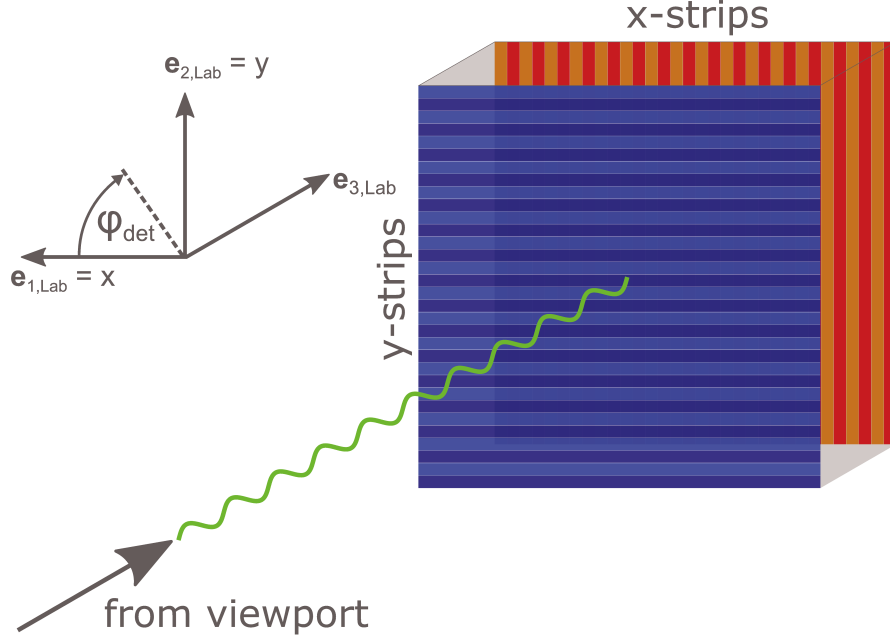 x-strips
e2,Lab = y
e3,Lab
φdet
e1,Lab = x
y-strips
from viewport